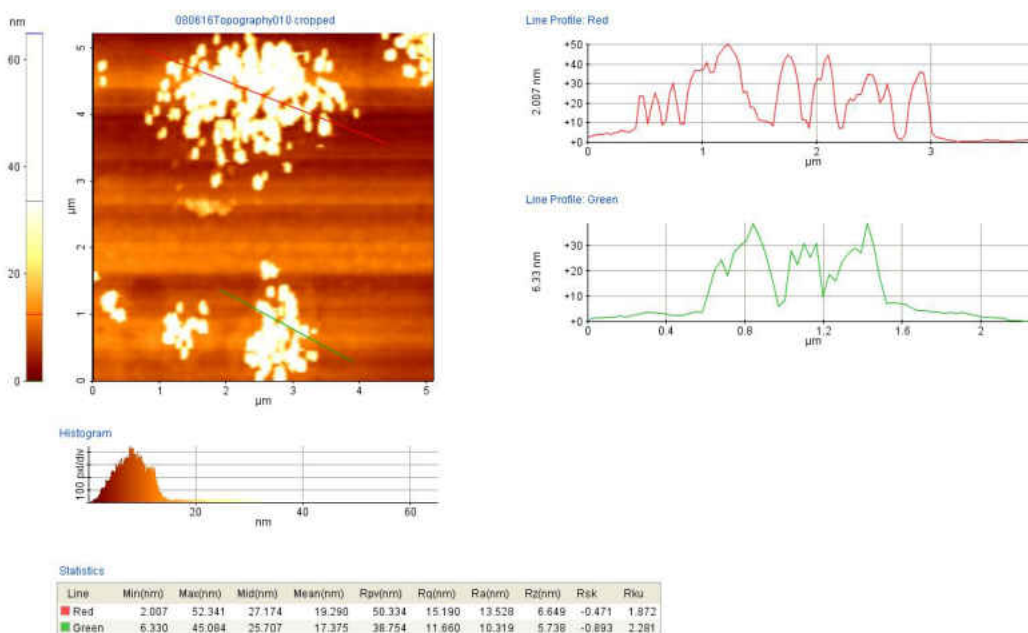 nm
080616Topography010 cropped
60
40
20
0
5
4
3
2
1
0
µm
0 1 2 3 4 5
µm
Line Profile: Red
2.007 nm
+50
+40
+30
+20
+10
+0
0 1 2 3
µm
Line Profile: Green
6.33 nm
+30
+20
+10
+0
0 0.4 0.8 1.2 1.6 2
µm
Histogram
100 pxl/div
20 40 60
nm
Statistics
Line Min(nm) Max(nm) Mid(nm) Mean(nm) Rpv(nm) Rq(nm) Ra(nm) Rz(nm) Rsk Rku
Red 2.007 52.341 27.174 19.290 50.334 15.190 13.528 6.649 -0.471 1.872
Green 6.330 45.084 25.707 17.375 38.754 11.660 10.319 5.738 -0.893 2.281